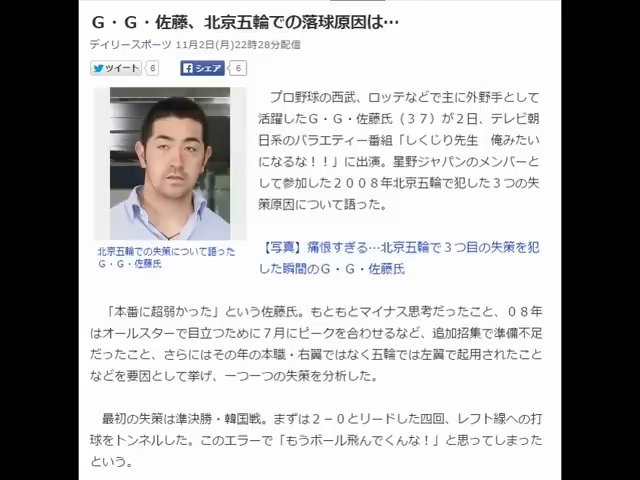 Ｇ・Ｇ・佐藤、北京五輪での落球原因は…
デイリースポーツ 11月2日(月)22時28分配信
ツイート 6 シェア 6
プロ野球の西武、ロッテなどで主に外野手として
活躍したＧ・Ｇ・佐藤氏（３７）が２日、テレビ朝
日系のバラエティー番組「しくじり先生　俺みたい
になるな！！」に出演。星野ジャパンのメンバーと
して参加した２００８年北京五輪で犯した３つの失
策原因について語った。
北京五輪での失策について語った
Ｇ・Ｇ・佐藤氏
【写真】痛恨すぎる…北京五輪で３つ目の失策を犯
した瞬間のＧ・Ｇ・佐藤氏
「本番に超弱かった」という佐藤氏。もともとマイナス思考だったこと、０８年
はオールスターで目立つために７月にピークを合わせるなど、追加招集で準備不足
だったこと、さらにはその年の本職・右翼ではなく五輪では左翼で起用されたこと
などを要因として挙げ、一つ一つの失策を分析した。
最初の失策は準決勝・韓国戦。まずは２－０とリードした四回、レフト線への打
球をトンネルした。このエラーで「もうボール飛んでくんな！」と思ってしまった
という。